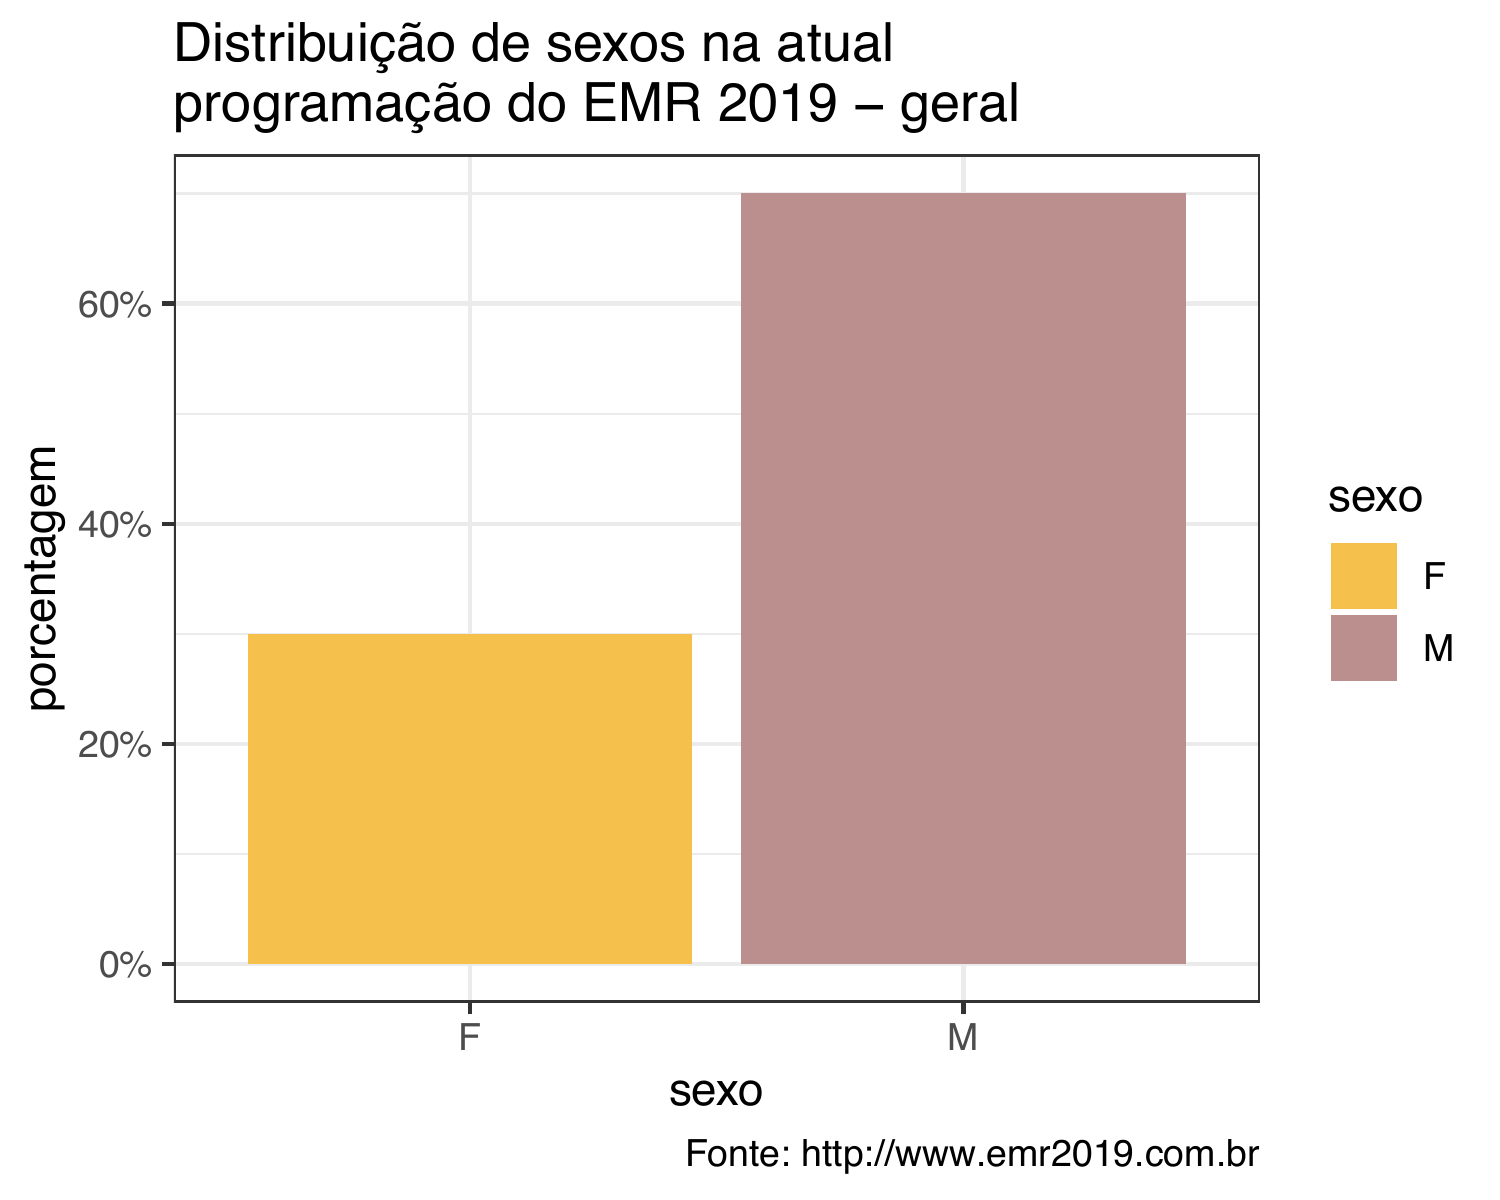 Distribuição de sexos na atual
programação do EMR 2019 − geral
porcentagem
60%
40%
20%
0%
F
M
sexo
sexo
F
M
Fonte: http://www.emr2019.com.br